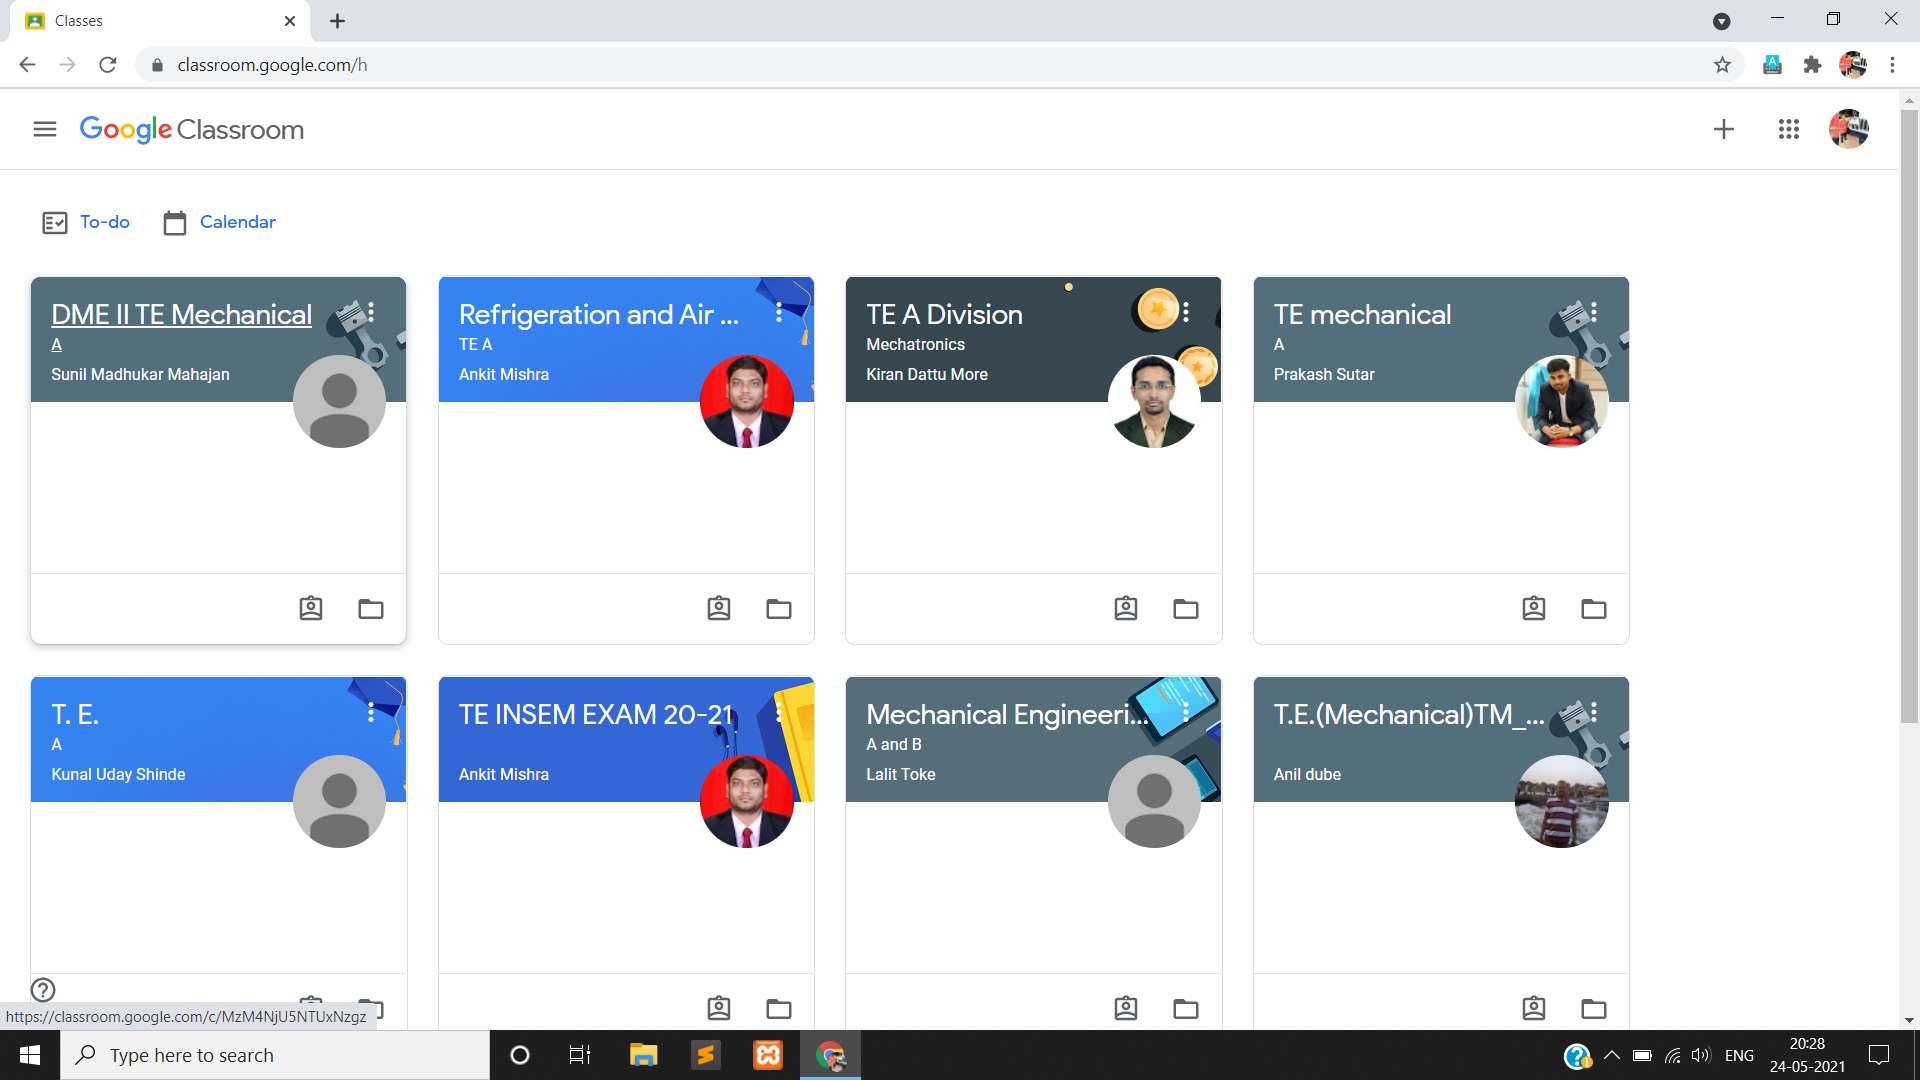 Classes
classroom.google.com/h
Google Classroom
To-do
Calendar
DME II TE Mechanical
A
Sunil Madhukar Mahajan
Refrigeration and Air ...
TE A
Ankit Mishra
TE A Division
Mechatronics
Kiran Dattu More
TE mechanical
A
Prakash Sutar
T. E.
A
Kunal Uday Shinde
TE INSEM EXAM 20-21
Ankit Mishra
Mechanical Engineeri...
A and B
Lalit Toke
T.E.(Mechanical)TM_...
Anil dube
https://classroom.google.com/c/MzM4NjU5NTUxNzgz
Type here to search
ENG
20:28
24-05-2021